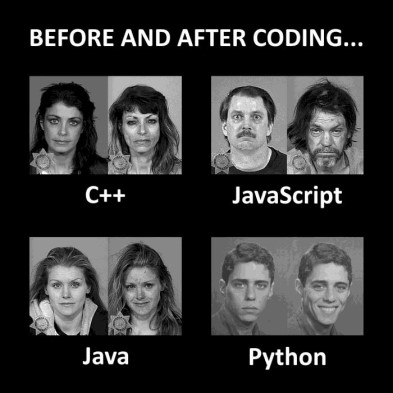 BEFORE AND AFTER CODING...
C++
JavaScript
Java
Python